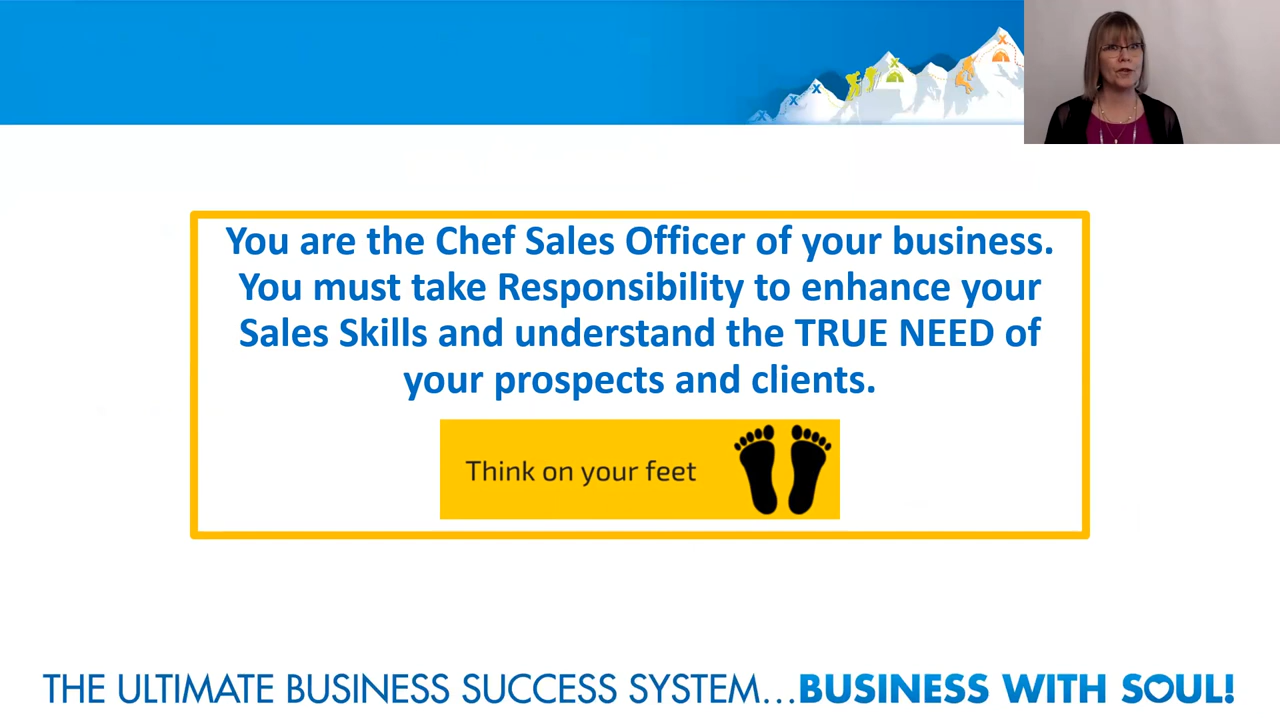 You are the Chef Sales Officer of your business.
You must take Responsibility to enhance your
Sales Skills and understand the TRUE NEED of
your prospects and clients.
Think on your feet
THE ULTIMATE BUSINESS SUCCESS SYSTEM...BUSINESS WITH SOUL!